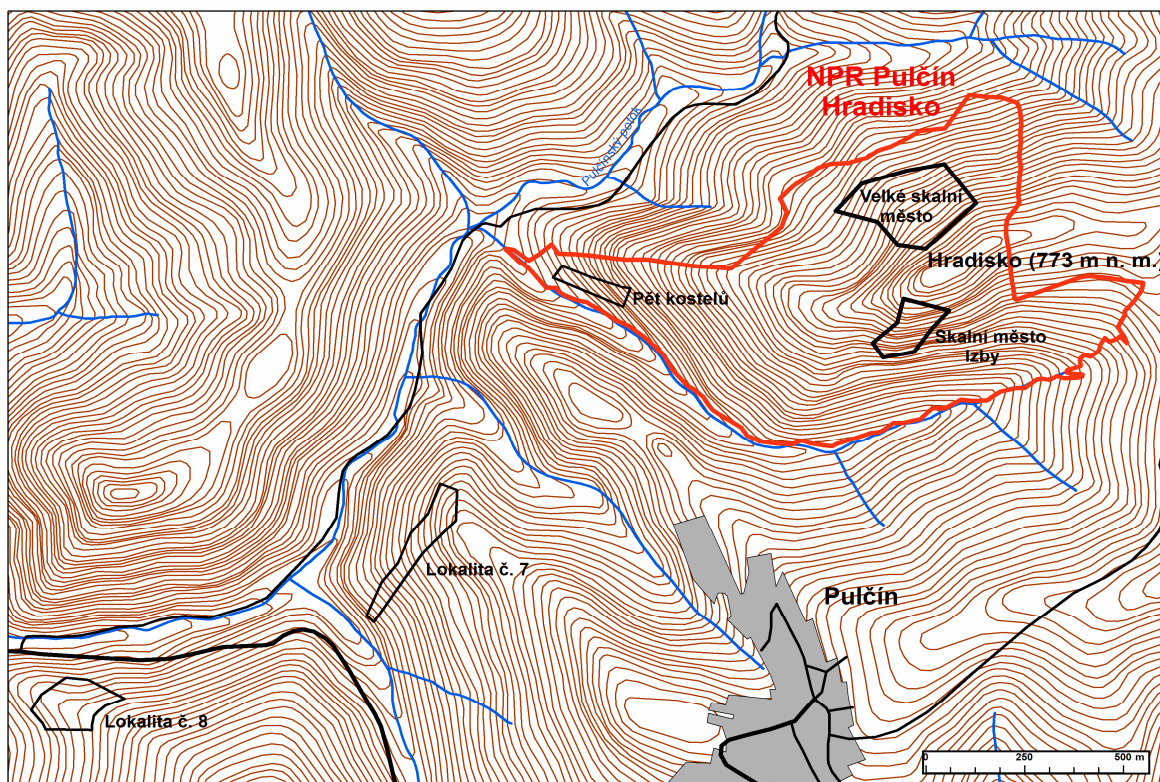 NPR Pulčín
Hradisko
Pulčínský potok
Velké skalní
město
Hradisko (773 m n. m.)
Pět kostelů
Skalní město
Izby
Lokalita č. 7
Pulčín
Lokalita č. 8
0 250 500 m